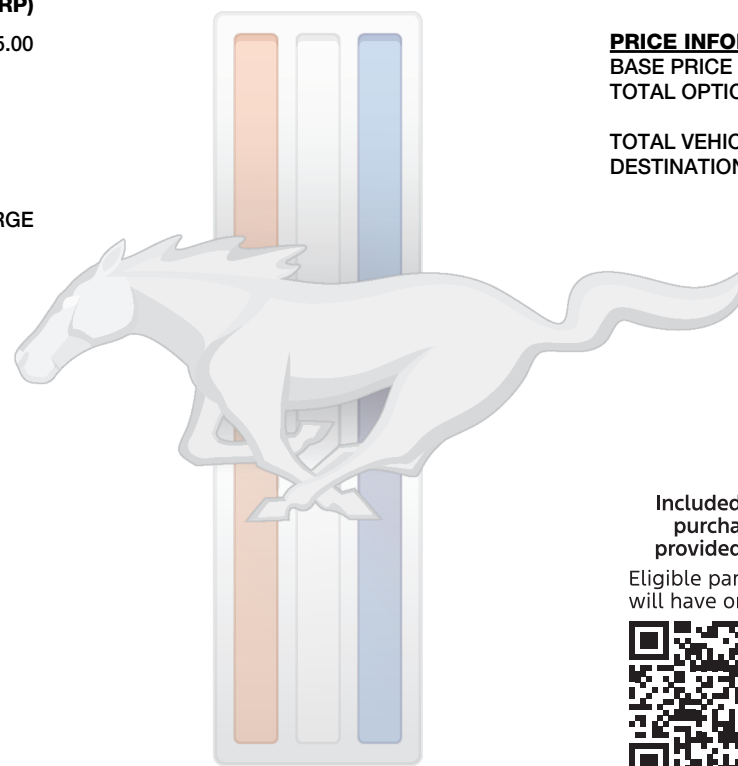 RP)
5.00
RGE
PRICE INFO
BASE PRICE
TOTAL OPTIO
TOTAL VEHIC
DESTINATION
Included
purcha
provided
Eligible par
will have o